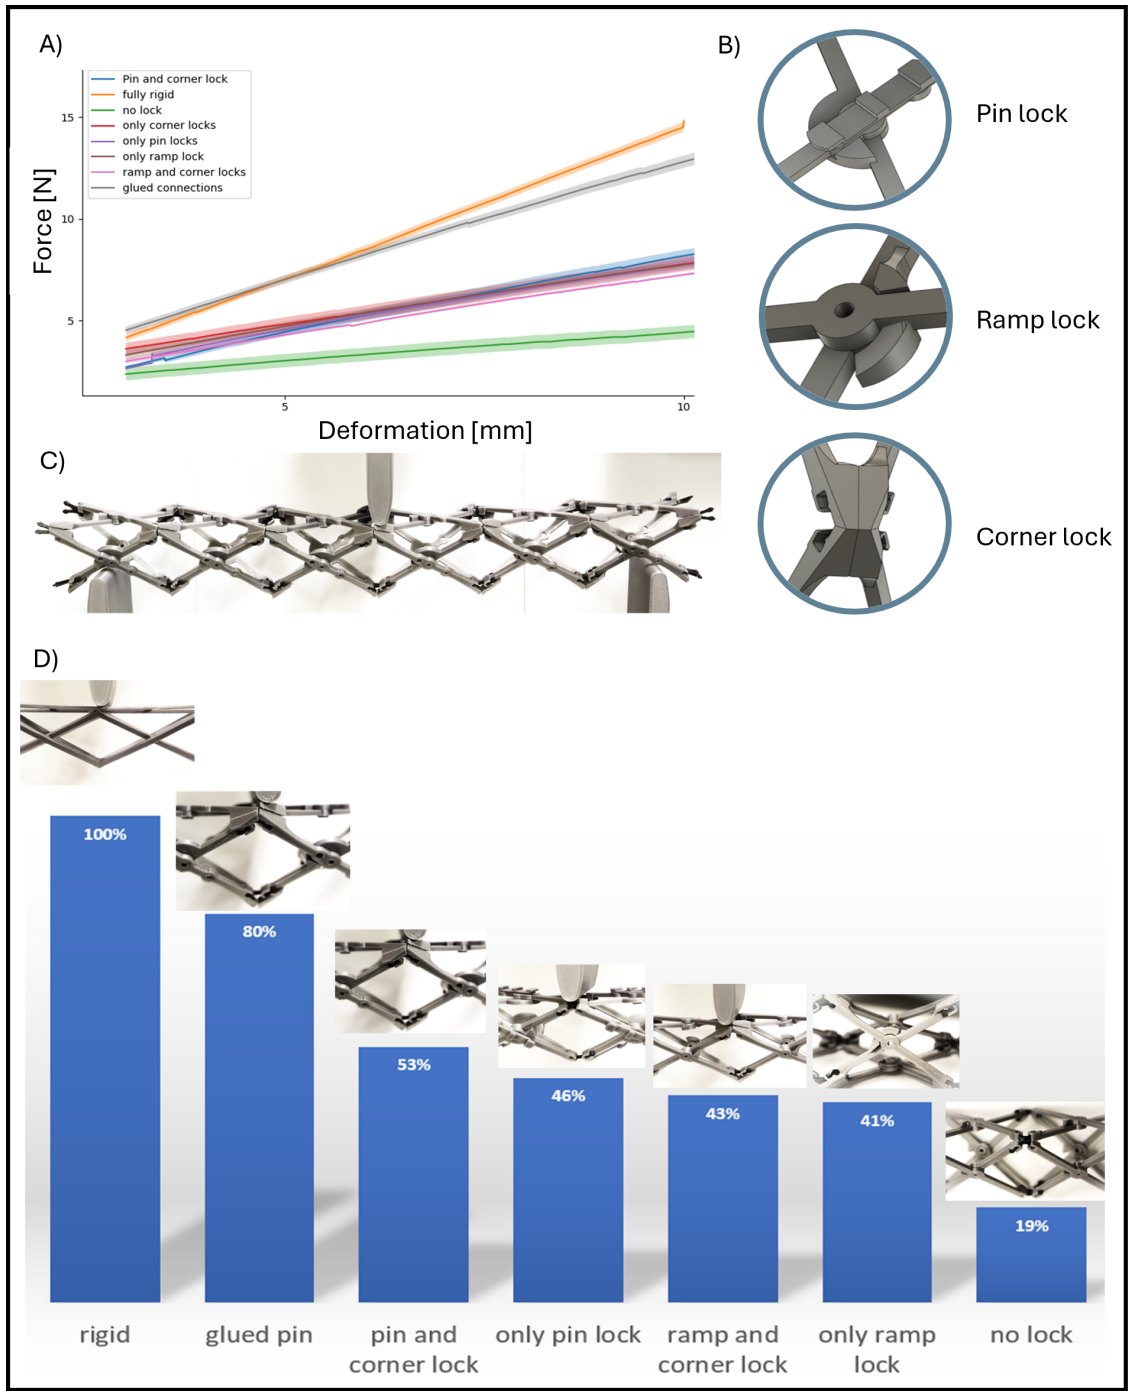 A)
Pin and corner lock
fully rigid
no lock
only corner locks
only pin locks
only ramp lock
ramp and corner locks
glued connections
15
10
5
Force [N]
5
10
Deformation [mm]
B)
Pin lock
Ramp lock
Corner lock
C)
D)
100%
80%
53%
46%
43%
41%
19%
rigid
glued pin
pin and
corner lock
only pin lock
ramp and
corner lock
only ramp
lock
no lock